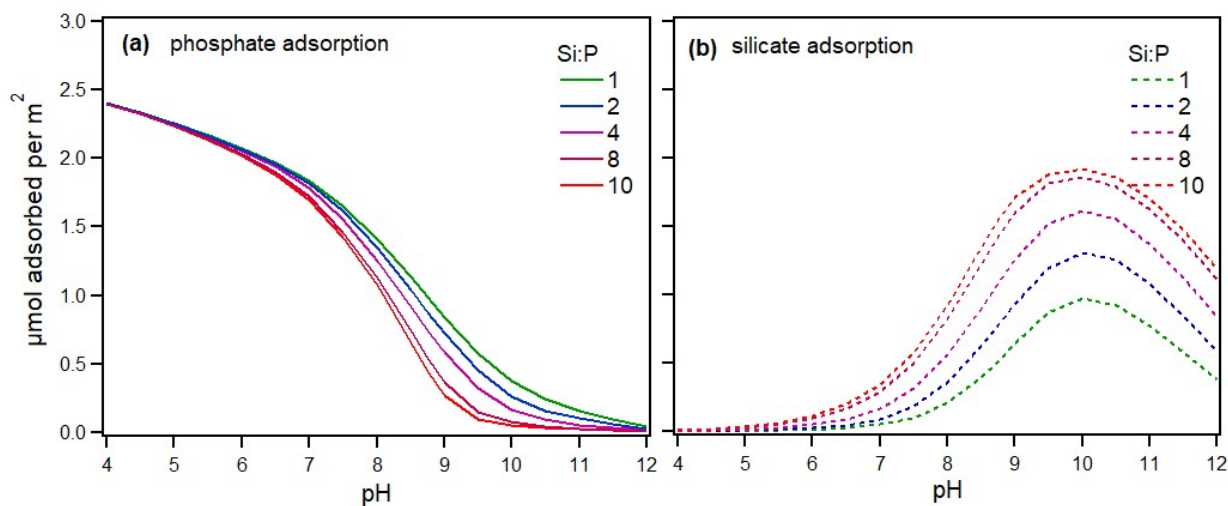 (a) phosphate adsorption
Si:P
1
2
4
8
10
3.0
2.5
2.0
1.5
1.0
0.5
0.0
µmol adsorbed per m²
4 5 6 7 8 9 10 11 12
pH
(b) silicate adsorption
Si:P
1
2
4
8
10
4 5 6 7 8 9 10 11 12
pH